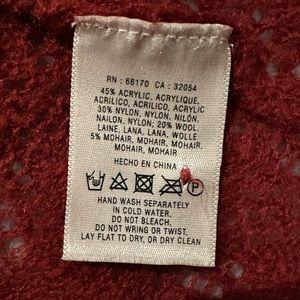 RN : 66170 CA : 32054
45% ACRYLIC, ACRYLIQUE,
ACRILICO, ACRILICO, ACRYLIC
30% NYLON, NYLON, NILÓN,
NAILON, NYLON; 20% WOOL,
LAINE, LANA, LANA, WOLLE
5% MOHAIR, MOHAIR, MOHAIR,
MOHAIR, MOHAIR
HECHO EN CHINA
P
HAND WASH SEPARATELY
IN COLD WATER.
DO NOT BLEACH.
DO NOT WRING OR TWIST.
LAY FLAT TO DRY, OR DRY CLEAN